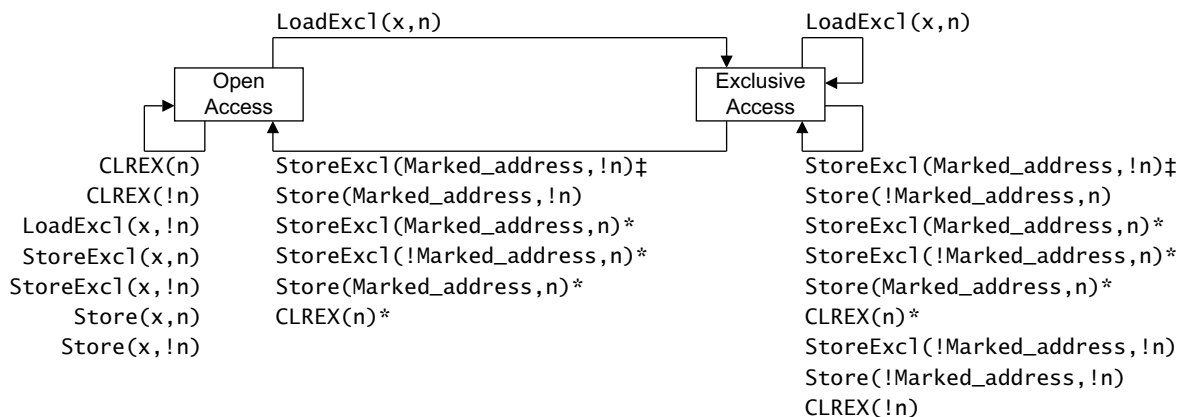 LoadExcl(x,n)
LoadExcl(x,n)
Open
Access
Exclusive
Access
CLREX(n)
CLREX(!n)
LoadExcl(x,!n)
StoreExcl(x,n)
StoreExcl(x,!n)
Store(x,n)
Store(x,!n)
StoreExcl(Marked_address,!n)‡
Store(Marked_address,!n)
StoreExcl(Marked_address,n)*
StoreExcl(!Marked_address,n)*
Store(Marked_address,n)*
CLREX(n)*
StoreExcl(Marked_address,!n)‡
Store(!Marked_address,n)
StoreExcl(Marked_address,n)*
StoreExcl(!Marked_address,n)*
Store(Marked_address,n)*
CLREX(n)*
StoreExcl(!Marked_address,!n)
Store(!Marked_address,!n)
CLREX(!n)